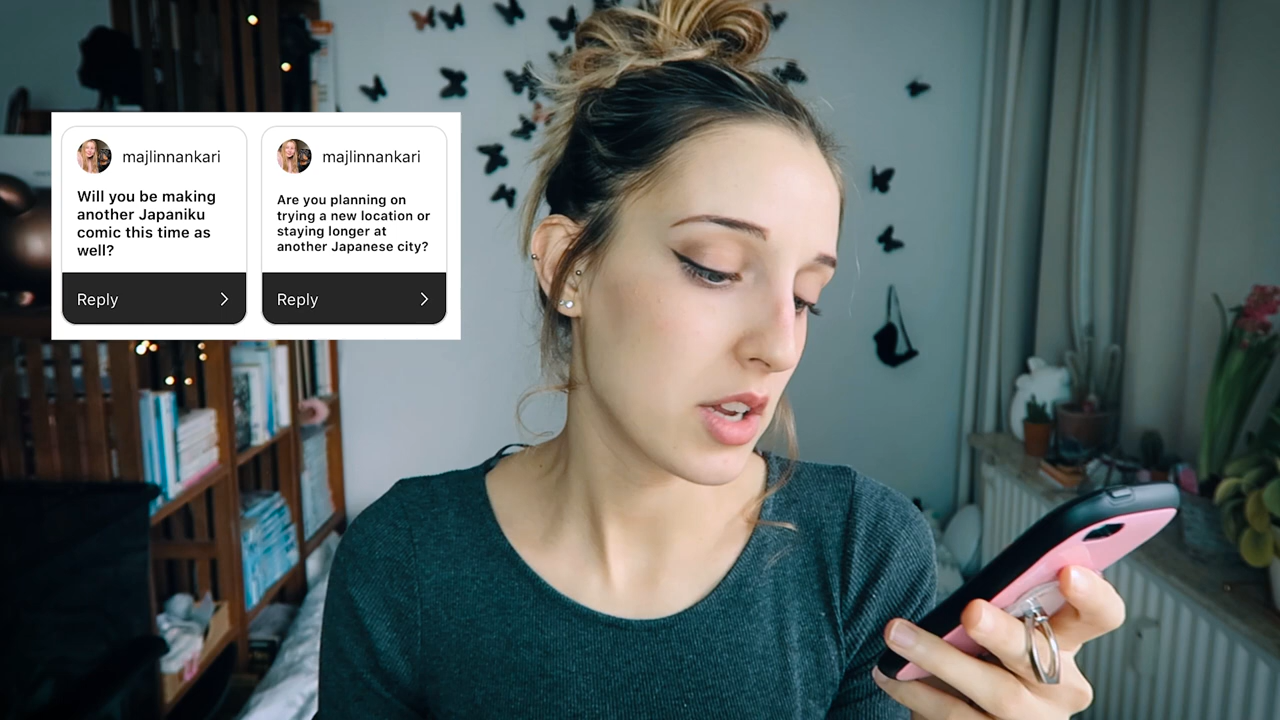 majlinnankari
Will you be making
another Japaniku
comic this time as
well?
Reply
majlinnankari
Are you planning on
trying a new location or
staying longer at
another Japanese city?
Reply